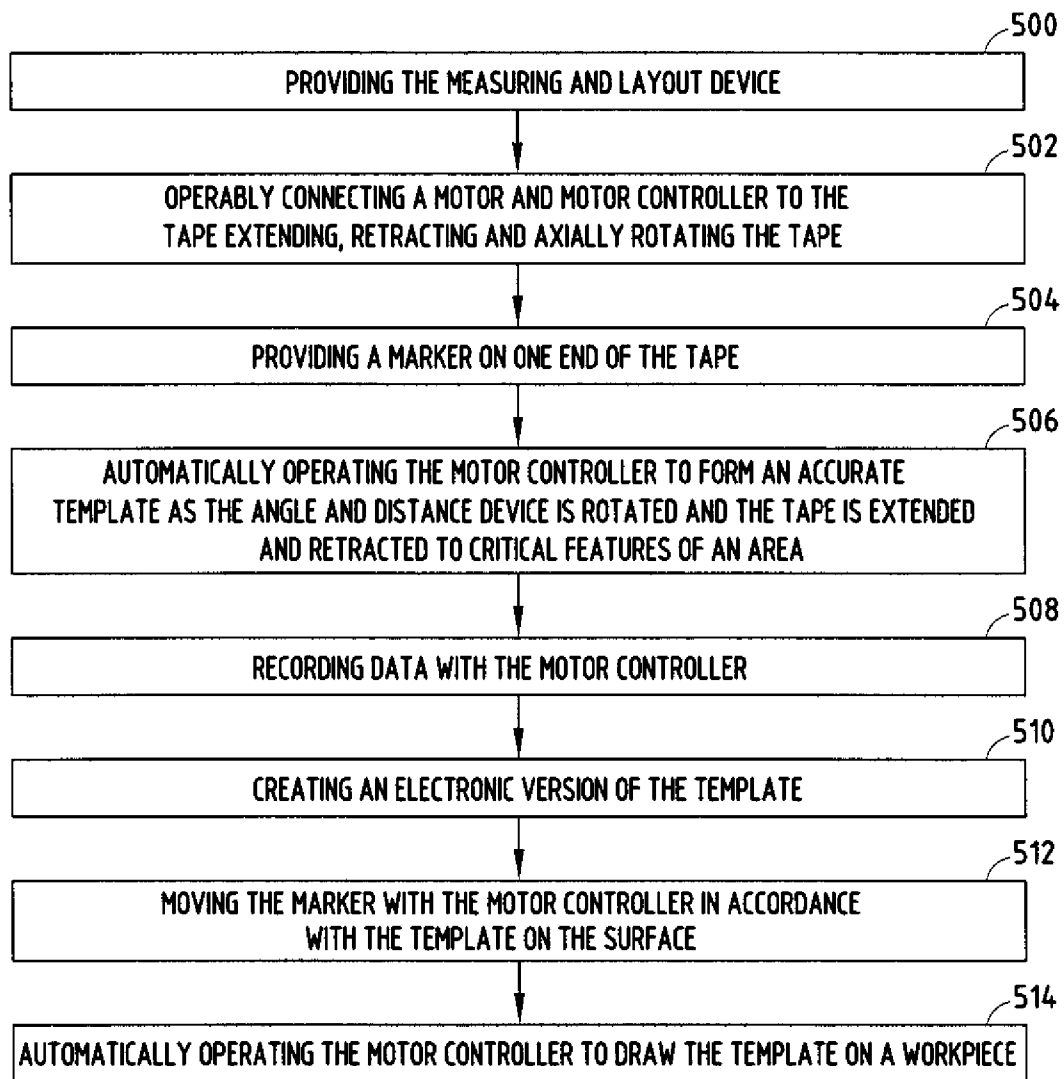 500
PROVIDING THE MEASURING AND LAYOUT DEVICE
502
OPERABLY CONNECTING A MOTOR AND MOTOR CONTROLLER TO THE
TAPE EXTENDING, RETRACTING AND AXIALLY ROTATING THE TAPE
504
PROVIDING A MARKER ON ONE END OF THE TAPE
506
AUTOMATICALLY OPERATING THE MOTOR CONTROLLER TO FORM AN ACCURATE
TEMPLATE AS THE ANGLE AND DISTANCE DEVICE IS ROTATED AND THE TAPE IS EXTENDED
AND RETRACTED TO CRITICAL FEATURES OF AN AREA
508
RECORDING DATA WITH THE MOTOR CONTROLLER
510
CREATING AN ELECTRONIC VERSION OF THE TEMPLATE
512
MOVING THE MARKER WITH THE MOTOR CONTROLLER IN ACCORDANCE
WITH THE TEMPLATE ON THE SURFACE
514
AUTOMATICALLY OPERATING THE MOTOR CONTROLLER TO DRAW THE TEMPLATE ON A WORKPIECE